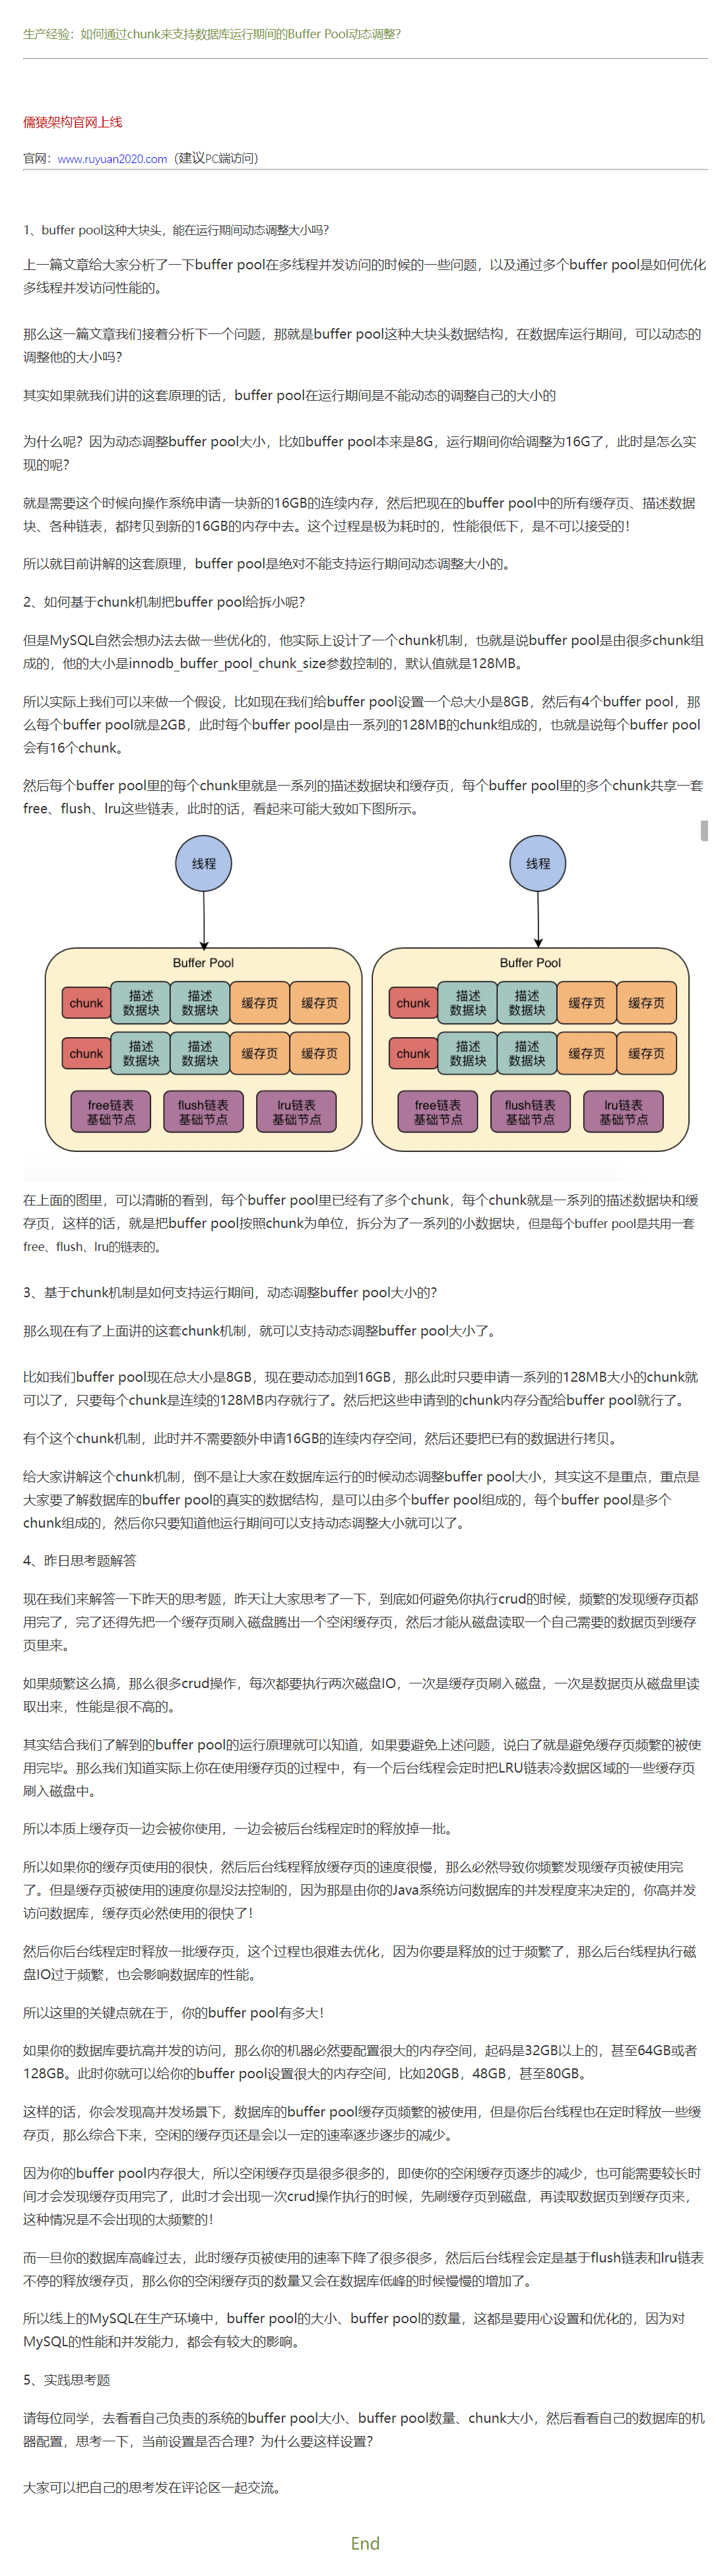 生产经验：如何通过chunk来支持数据库运行期间的Buffer Pool动态调整？
儒猿架构官网上线
官网：www.ruyuan2020.com（建议PC端访问）
1、buffer pool这种大块头，能在运行期间动态调整大小吗？
上一篇文章给大家分析了一下buffer pool在多线程并发访问的时候的一些问题，以及通过多个buffer pool是如何优化
多线程并发访问性能的。
那么这一篇文章我们接着分析下一个问题，那就是buffer pool这种大块头数据结构，在数据库运行期间，可以动态的
调整他的大小吗？
其实如果就我们讲的这套原理的话，buffer pool在运行期间是不能动态的调整自己的大小的
为什么呢？因为动态调整buffer pool大小，比如buffer pool本来是8G，运行期间你给调整为16G了，此时是怎么实
现的呢？
就是需要这个时候向操作系统申请一块新的16GB的连续内存，然后把现在的buffer pool中的所有缓存页、描述数据
块、各种链表，都拷贝到新的16GB的内存中去。这个过程是极为耗时的，性能很低下，是不可以接受的！
所以就目前讲解的这套原理，buffer pool是绝对不能支持运行期间动态调整大小的。
2、如何基于chunk机制把buffer pool给拆小呢？
但是MySQL自然会想办法去做一些优化的，他实际上设计了一个chunk机制，也就是说buffer pool是由很多chunk组
成的，他的大小是innodb_buffer_pool_chunk_size参数控制的，默认值就是128MB。
所以实际上我们可以来做一个假设，比如现在我们给buffer pool设置一个总大小是8GB，然后有4个buffer pool，那
么每个buffer pool就是2GB，此时每个buffer pool是由一系列的128MB的chunk组成的，也就是说每个buffer pool
会有16个chunk。
然后每个buffer pool里的每个chunk里就是一系列的描述数据块和缓存页，每个buffer pool里的多个chunk共享一套
free、flush、lru这些链表，此时的话，看起来可能大致如下图所示。
线程 线程
Buffer Pool Buffer Pool
chunk 描述 数据块 描述 数据块 缓存页 缓存页 chunk 描述 数据块 描述 数据块 缓存页 缓存页
chunk 描述 数据块 描述 数据块 缓存页 缓存页 chunk 描述 数据块 描述 数据块 缓存页 缓存页
free链表 基础节点 flush链表 基础节点 lru链表 基础节点 free链表 基础节点 flush链表 基础节点 lru链表 基础节点
在上面的图里，可以清晰的看到，每个buffer pool里已经有了多个chunk，每个chunk就是一系列的描述数据块和缓
存页，这样的话，就是把buffer pool按照chunk为单位，拆分为了一系列的小数据块，但是每个buffer pool是共用一套
free、flush、lru的链表的。
3、基于chunk机制是如何支持运行期间，动态调整buffer pool大小的？
那么现在有了上面讲的这套chunk机制，就可以支持动态调整buffer pool大小了。
比如我们buffer pool现在总大小是8GB，现在要动态加到16GB，那么此时只要申请一系列的128MB大小的chunk就
可以了，只要每个chunk是连续的128MB内存就行了。然后把这些申请到的chunk内存分配给buffer pool就行了。
有个这个chunk机制，此时并不需要额外申请16GB的连续内存空间，然后还要把已有的数据进行拷贝。
给大家讲解这个chunk机制，倒不是让大家在数据库运行的时候动态调整buffer pool大小，其实这不是重点，重点是
大家要了解数据库的buffer pool的真实的数据结构，是可以由多个buffer pool组成的，每个buffer pool是多个
chunk组成的，然后你只要知道他运行期间可以支持动态调整大小就可以了。
4、昨日思考题解答
现在我们来解答一下昨天的思考题，昨天让大家思考了一下，到底如何避免你执行crud的时候，频繁的发现缓存页都
用完了，完了还得先把一个缓存页刷入磁盘腾出一个空闲缓存页，然后才能从磁盘读取一个自己需要的数据页到缓存
页里来。
如果频繁这么搞，那么很多crud操作，每次都要执行两次磁盘IO，一次是缓存页刷入磁盘，一次是数据页从磁盘里读
取出来，性能是很不高的。
其实结合我们了解到的buffer pool的运行原理就可以知道，如果要避免上述问题，说白了就是避免缓存页频繁的被使
用完毕。那么我们知道实际上你在使用缓存页的过程中，有一个后台线程会定时把LRU链表冷数据区域的一些缓存页
刷入磁盘中。
所以本质上缓存页一边会被你使用，一边会被后台线程定时的释放掉一批。
所以如果你的缓存页使用的很快，然后后台线程释放缓存页的速度很慢，那么必然导致你频繁发现缓存页被使用完
了。但是缓存页被使用的速度你是没法控制的，因为那是由你的Java系统访问数据库的并发程度来决定的，你高并发
访问数据库，缓存页必然使用的很快了！
然后你后台线程定时释放一批缓存页，这个过程也很难去优化，因为你要是释放的过于频繁了，那么后台线程执行磁
盘IO过于频繁，也会影响数据库的性能。
所以这里的关键点就在于，你的buffer pool有多大！
如果你的数据库要抗高并发的访问，那么你的机器必然要配置很大的内存空间，起码是32GB以上的，甚至64GB或者
128GB。此时你就可以给你的buffer pool设置很大的内存空间，比如20GB，48GB，甚至80GB。
这样的话，你会发现高并发场景下，数据库的buffer pool缓存页频繁的被使用，但是你后台线程也在定时释放一些缓
存页，那么综合下来，空闲的缓存页还是会以一定的速率逐步逐步的减少。
因为你的buffer pool内存很大，所以空闲缓存页是很多很多的，即使你的空闲缓存页逐步的减少，也可能需要较长时
间才会发现缓存页用完了，此时才会出现一次crud操作执行的时候，先刷缓存页到磁盘，再读取数据页到缓存页来，
这种情况是不会出现的太频繁的！
而一旦你的数据库高峰过去，此时缓存页被使用的速率下降了很多很多，然后后台线程会定是基于flush链表和lru链表
不停的释放缓存页，那么你的空闲缓存页的数量又会在数据库低峰的时候慢慢的增加了。
所以线上的MySQL在生产环境中，buffer pool的大小、buffer pool的数量，这都是要用心设置和优化的，因为对
MySQL的性能和并发能力，都会有较大的影响。
5、实践思考题
请每位同学，去看看自己负责的系统的buffer pool大小、buffer pool数量、chunk大小，然后看看自己的数据库的机
器配置，思考一下，当前设置是否合理？为什么要这样设置？
大家可以把自己的思考发在评论区一起交流。
End